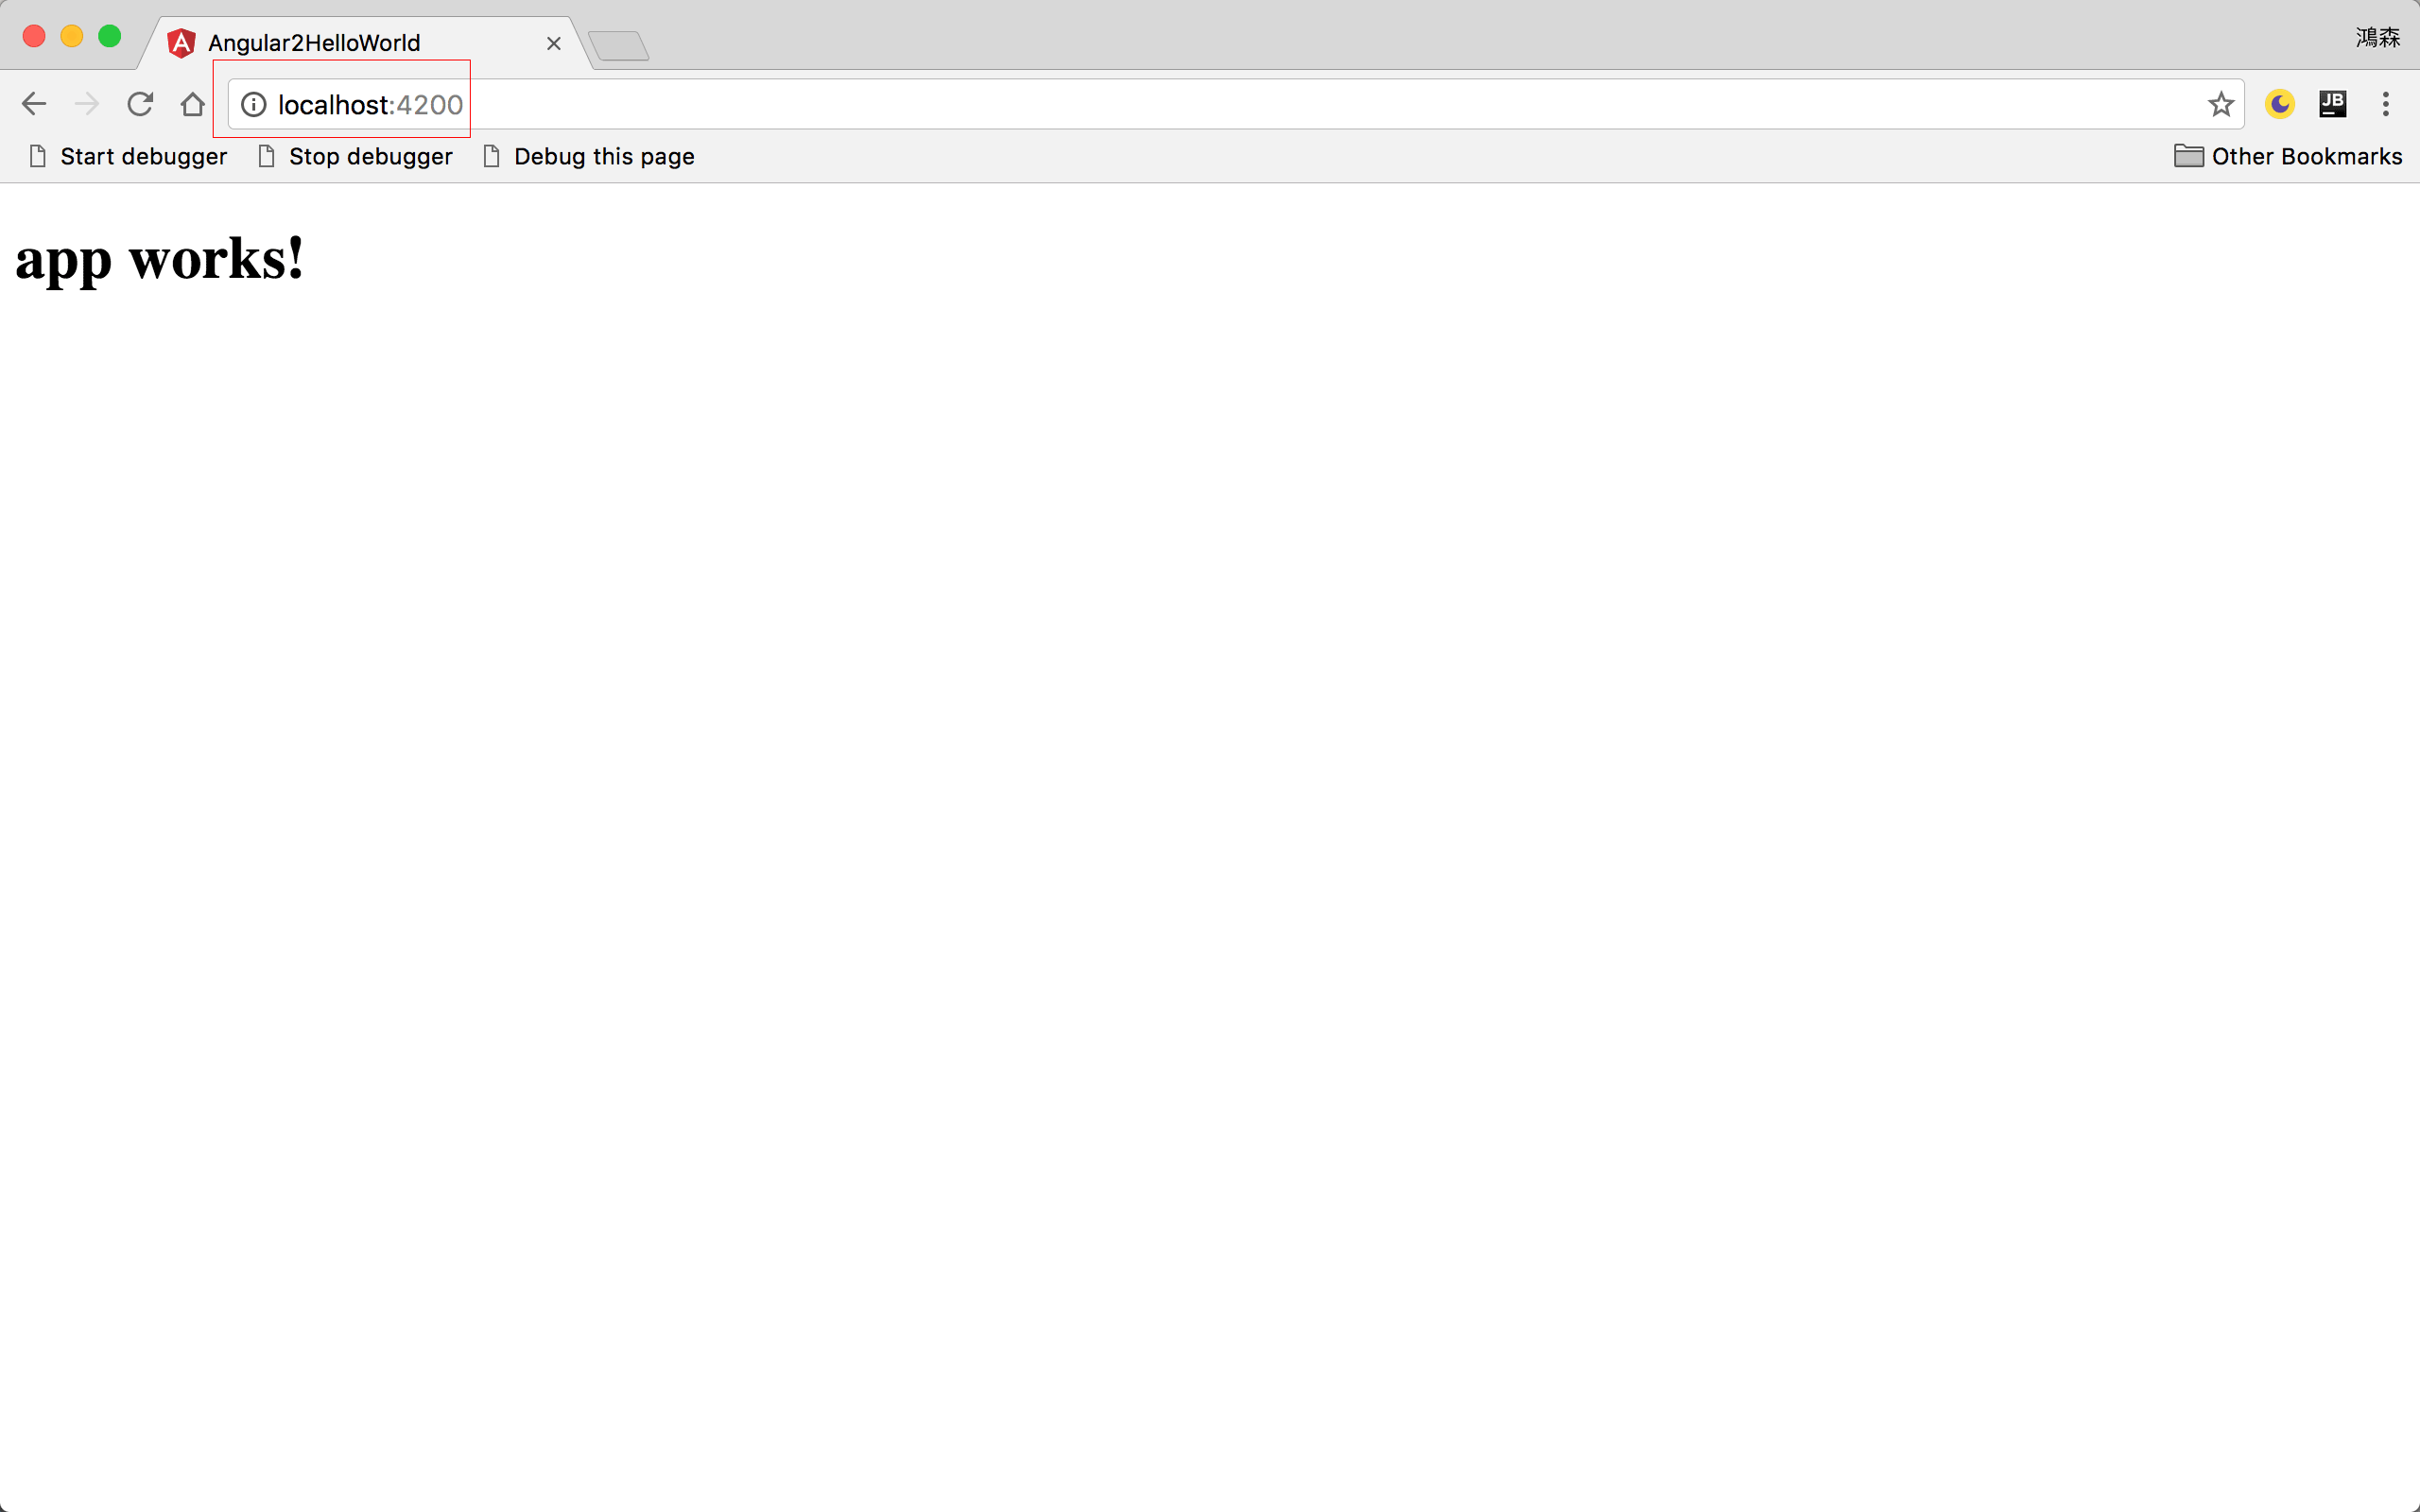 Angular2HelloWorld
鴻森
localhost:4200
JB
Start debugger
Stop debugger
Debug this page
Other Bookmarks
app works!